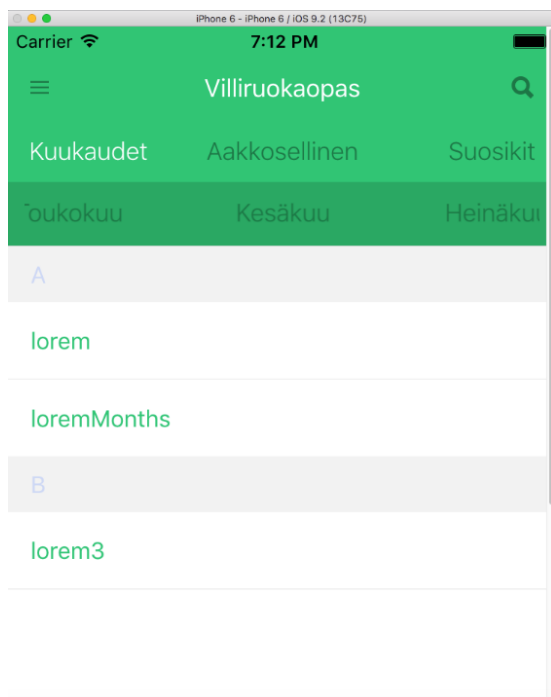 iPhone 6 - iPhone 6 / iOS 9.2 (13C75)
Carrier 7:12 PM
Villiruokaopas
Kuukaudet Aakkosellinen Suosikit
oukokuu Kesäkuu Heinäku
A
lorem
loremMonths
B
lorem3